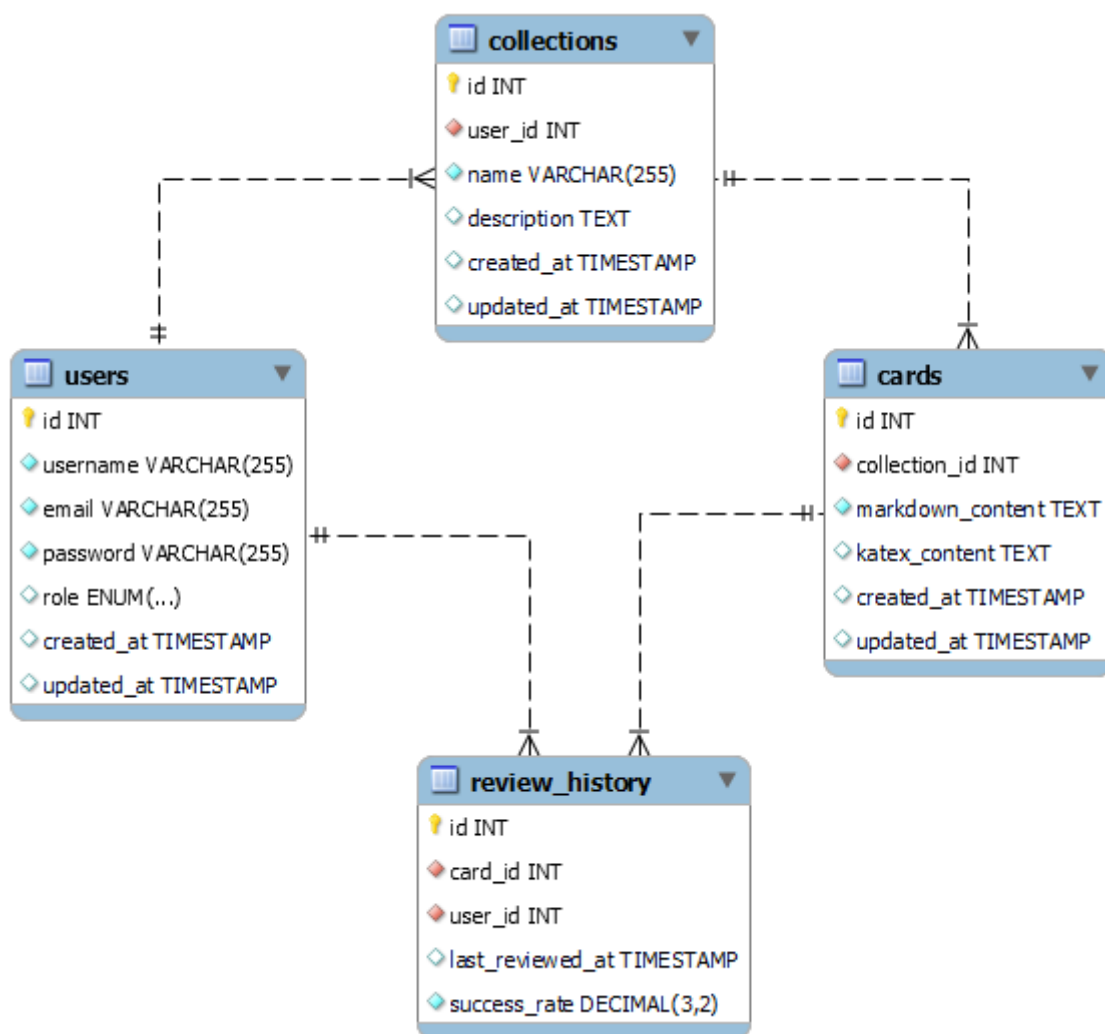 collections
id INT
user_id INT
name VARCHAR(255)
description TEXT
created_at TIMESTAMP
updated_at TIMESTAMP
users
id INT
username VARCHAR(255)
email VARCHAR(255)
password VARCHAR(255)
role ENUM(...)
created_at TIMESTAMP
updated_at TIMESTAMP
cards
id INT
collection_id INT
markdown_content TEXT
katex_content TEXT
created_at TIMESTAMP
updated_at TIMESTAMP
review_history
id INT
card_id INT
user_id INT
last_reviewed_at TIMESTAMP
success_rate DECIMAL(3,2)